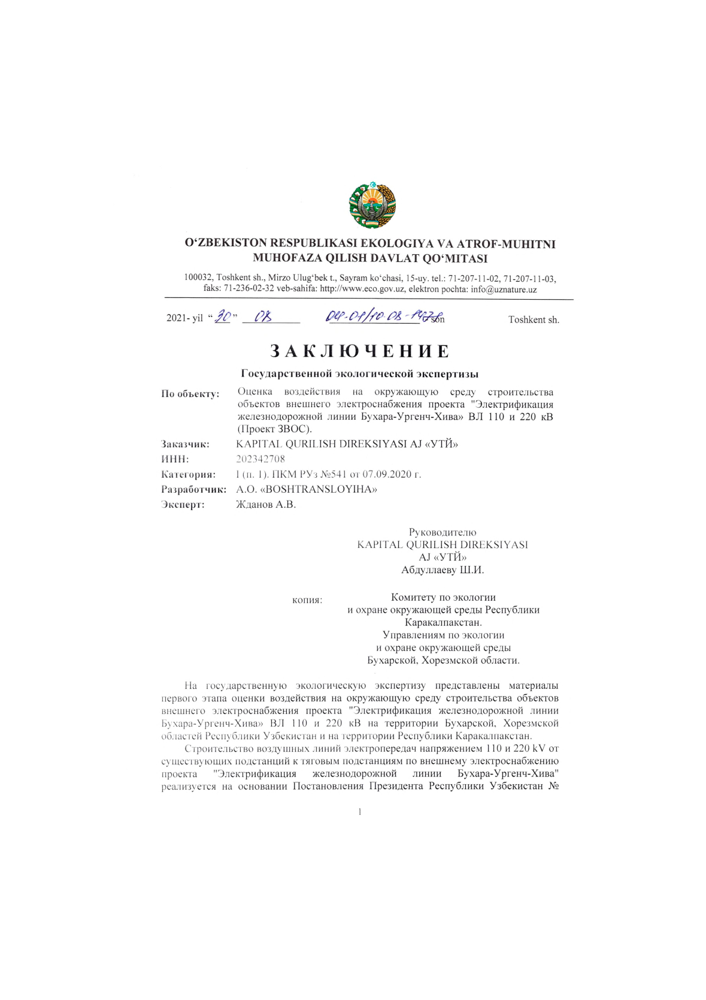 O‘ZBEKISTON RESPUBLIKASI EKOLOGIYA VA ATROF-MUHITNI
MUHOFAZA QILISH DAVLAT QO‘MITASI
100032, Toshkent sh., Mirzo Ulug‘bek t., Sayram ko‘chasi, 15-uy. tel.: 71-207-11-02, 71-207-11-03,
faks: 71-236-02-32 veb-sahifa: http://www.eco.gov.uz, elektron pochta: info@uznature.uz
2021- yil “30” 08 son Toshkent sh.
ЗАКЛЮЧЕНИЕ
Государственной экологической экспертизы
По объекту: Оценка воздействия на окружающую среду строительства
объектов внешнего электроснабжения проекта "Электрификация
железнодорожной линии Бухара-Ургенч-Хива» ВЛ 110 и 220 кВ
(Проект ЗВОС).
Заказчик: KAPITAL QURILISH DIREKSIYASI AJ «УТЙ»
ИНН: 202342708
Категория: I (п. 1). ПКМ РУз №541 от 07.09.2020 г.
Разработчик: А.О. «BOSHTRANSLOYIHA»
Эксперт: Жданов А.В.
Руководителю
KAPITAL QURILISH DIREKSIYASI
AJ «УТЙ»
Абдуллаеву Ш.И.
копия: Комитету по экологии
и охране окружающей среды Республики
Каракалпакстан.
Управлениям по экологии
и охране окружающей среды
Бухарской, Хорезмской области.
На государственную экологическую экспертизу представлены материалы
первого этапа оценки воздействия на окружающую среду строительства объектов
внешнего электроснабжения проекта "Электрификация железнодорожной линии
Бухара-Ургенч-Хива» ВЛ 110 и 220 кВ на территории Бухарской, Хорезмской
областей Республики Узбекистан и на территории Республики Каракалпакстан.
Строительство воздушных линий электропередач напряжением 110 и 220 kV от
существующих подстанций к тяговым подстанциям по внешнему электроснабжению
проекта "Электрификация железнодорожной линии Бухара-Ургенч-Хива"
реализуется на основании Постановления Президента Республики Узбекистан №
1